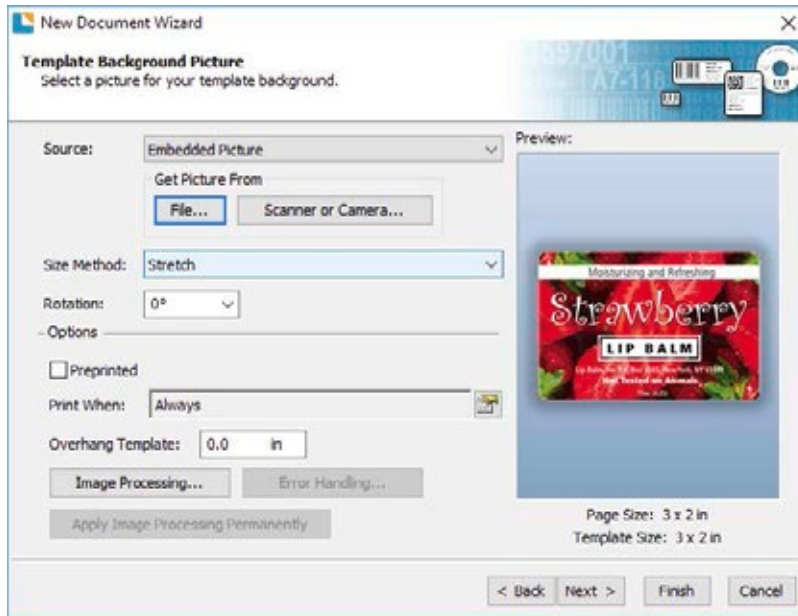 New Document Wizard
Template Background Picture
Select a picture for your template background.
A7-118
Source:
Embedded Picture
Get Picture From
File...
Scanner or Camera...
Size Method:
Stretch
Rotation:
0°
Options
Preprinted
Print When:
Always
Overhang Template:
0.0 in
Image Processing...
Error Handling...
Apply Image Processing Permanently
Preview:
Moisturizing and Refreshing
Strawberry
LIP BALM
Not Tested on Animals
Page Size: 3 x 2 in
Template Size: 3 x 2 in
< Back
Next >
Finish
Cancel